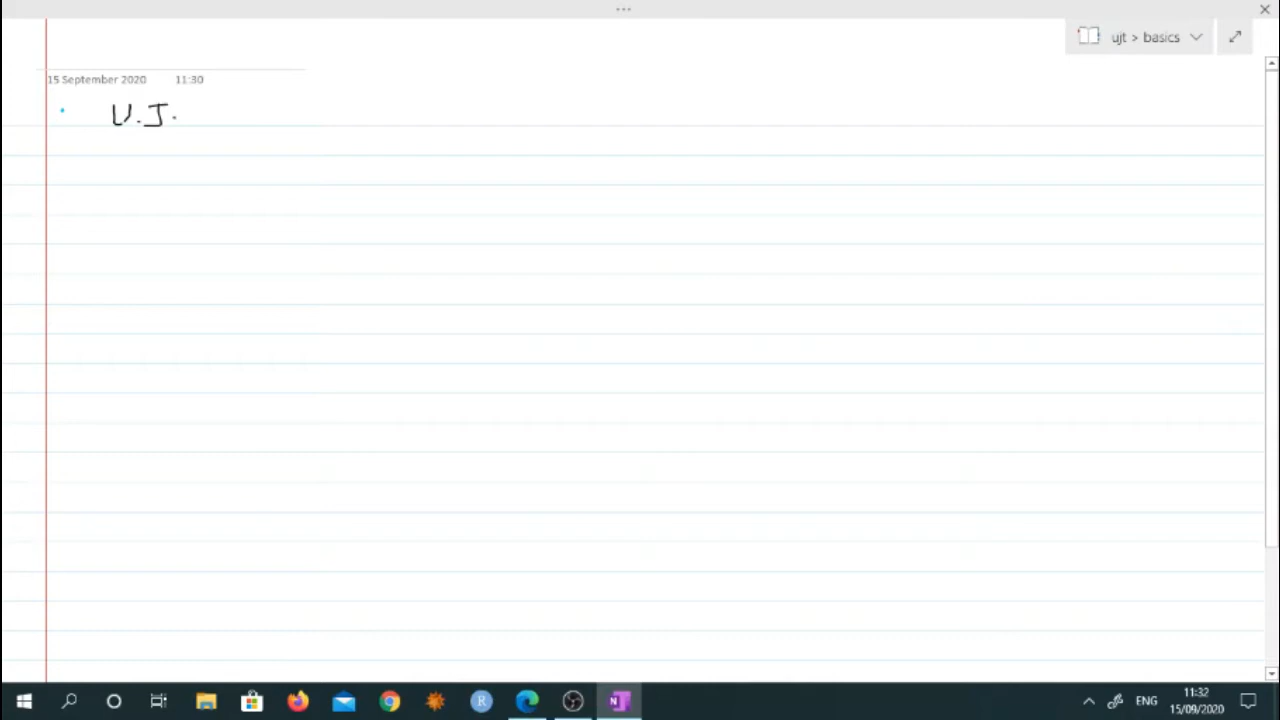 ujt > basics
15 September 2020 11:30
U.J.
ENG
11:32
15/09/2020